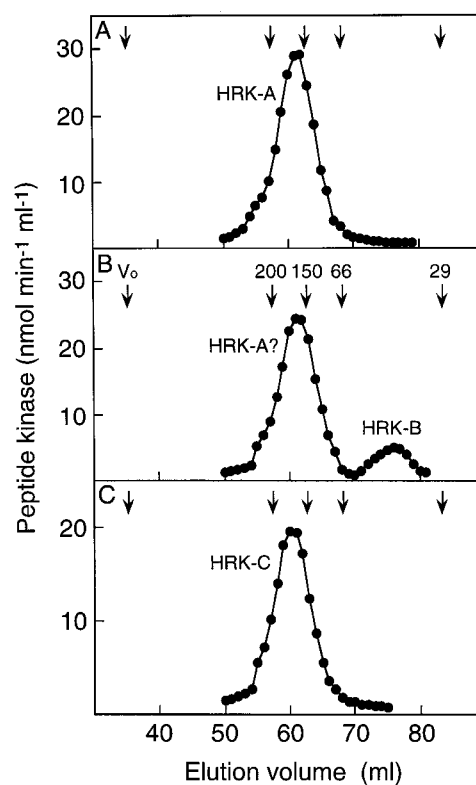 A
30
20
10
HRK-A
B
Vo
200 150 66 29
20
10
HRK-A?
HRK-B
C
20
10
HRK-C
40 50 60 70 80
Elution volume (ml)
Peptide kinase (nmol min-1 ml-1)